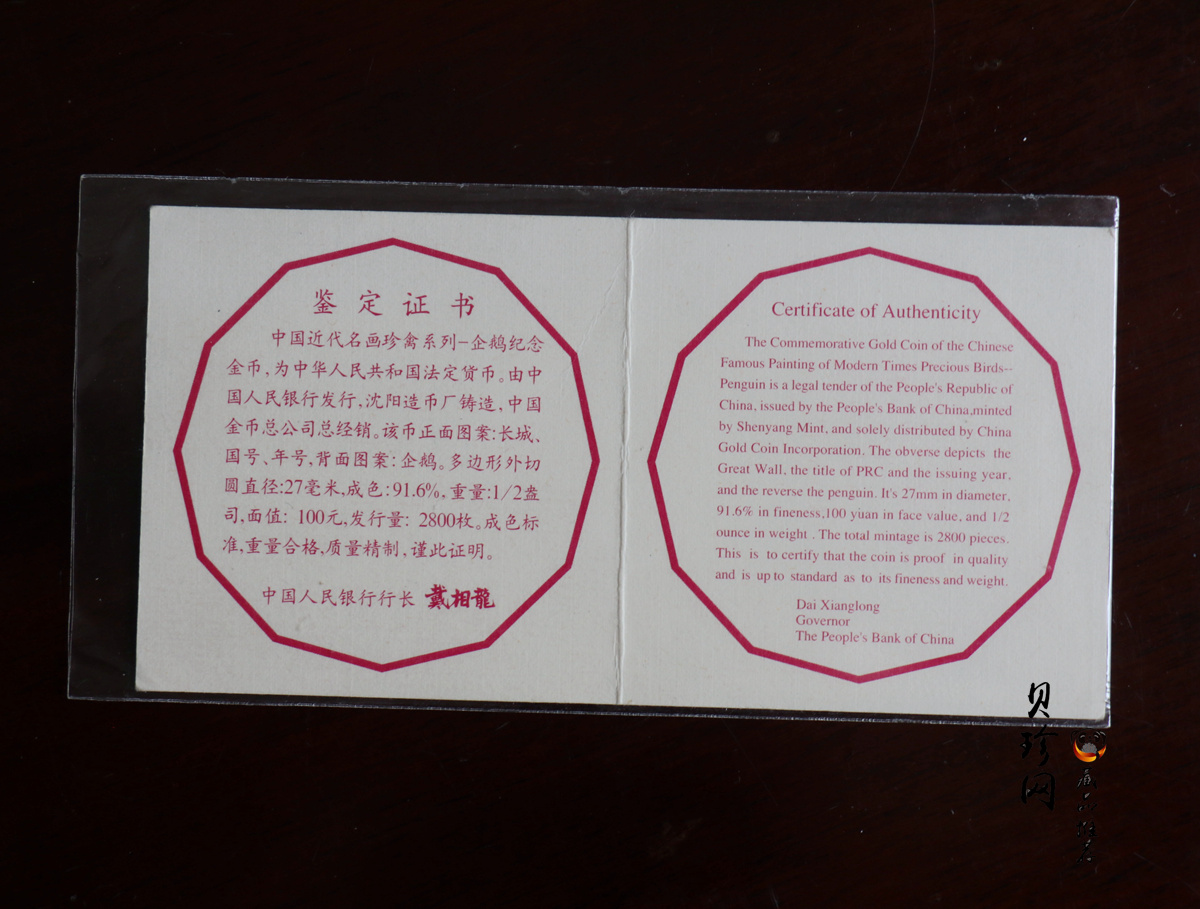 鉴定证书
中国近代名画珍禽系列-企鹅纪念
金币,为中华人民共和国法定货币。由中
国人民银行发行,沈阳造币厂铸造,中国
金币总公司总经销。该币正面图案:长城、
国号、年号,背面图案:企鹅。多边形外切
圆直径:27毫米,成色:91.6%,重量:1/2盎
司,面值: 100元,发行量: 2800枚。成色标
准,重量合格,质量精制,谨此证明。
中国人民银行行长 戴相龍
Certificate of Authenticity
The Commemorative Gold Coin of the Chinese
Famous Painting of Modern Times Precious Birds--
Penguin is a legal tender of the People's Republic of
China, issued by the People's Bank of China,minted
by Shenyang Mint, and solely distributed by China
Gold Coin Incorporation. The obverse depicts the
Great Wall, the title of PRC and the issuing year,
and the reverse the penguin. It's 27mm in diameter,
91.6% in fineness,100 yuan in face value, and 1/2
ounce in weight . The total mintage is 2800 pieces.
This is to certify that the coin is proof in quality
and is up to standard as to its fineness and weight.
Dai Xianglong
Governor
The People's Bank of China
贝珍网